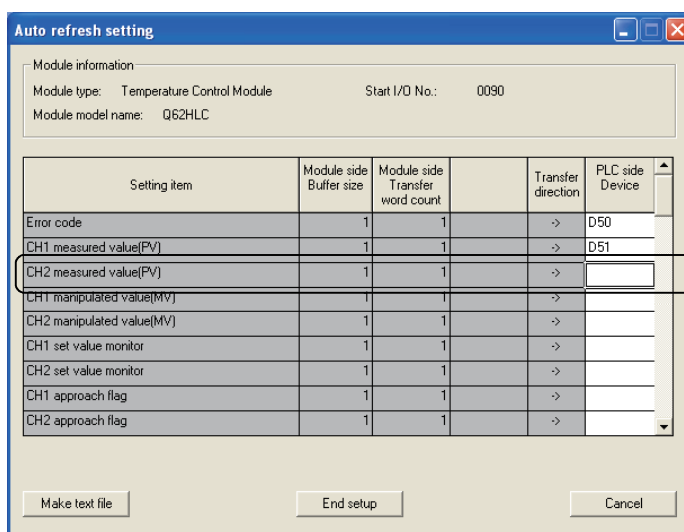 Auto refresh setting
Module information
Module type: Temperature Control Module Start I/O No.: 0090
Module model name: Q62HLC
Setting item Module side Buffer size Module side Transfer word count Transfer direction PLC side Device
Error code 1 1 -> D50
CH1 measured value(PV) 1 1 -> D51
CH2 measured value(PV) 1 1 ->
CH1 manipulated value(MV) 1 1 ->
CH2 manipulated value(MV) 1 1 ->
CH1 set value monitor 1 1 ->
CH2 set value monitor 1 1 ->
CH1 approach flag 1 1 ->
CH2 approach flag 1 1 ->
Make text file End setup Cancel